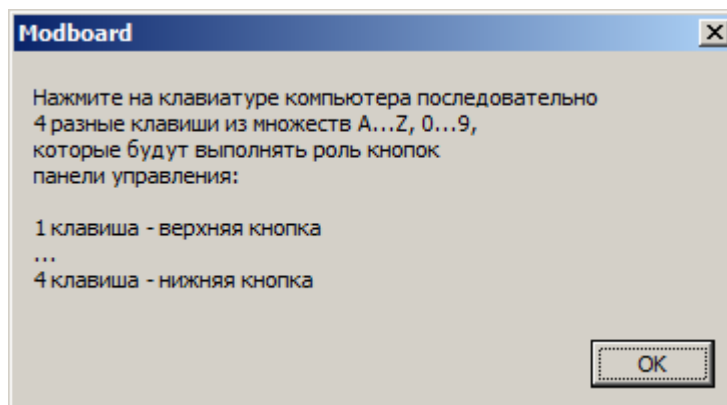 Modboard
Нажмите на клавиатуре компьютера последовательно
4 разные клавиши из множеств A...Z, 0...9,
которые будут выполнять роль кнопок
панели управления:
1 клавиша - верхняя кнопка
...
4 клавиша - нижняя кнопка
OK